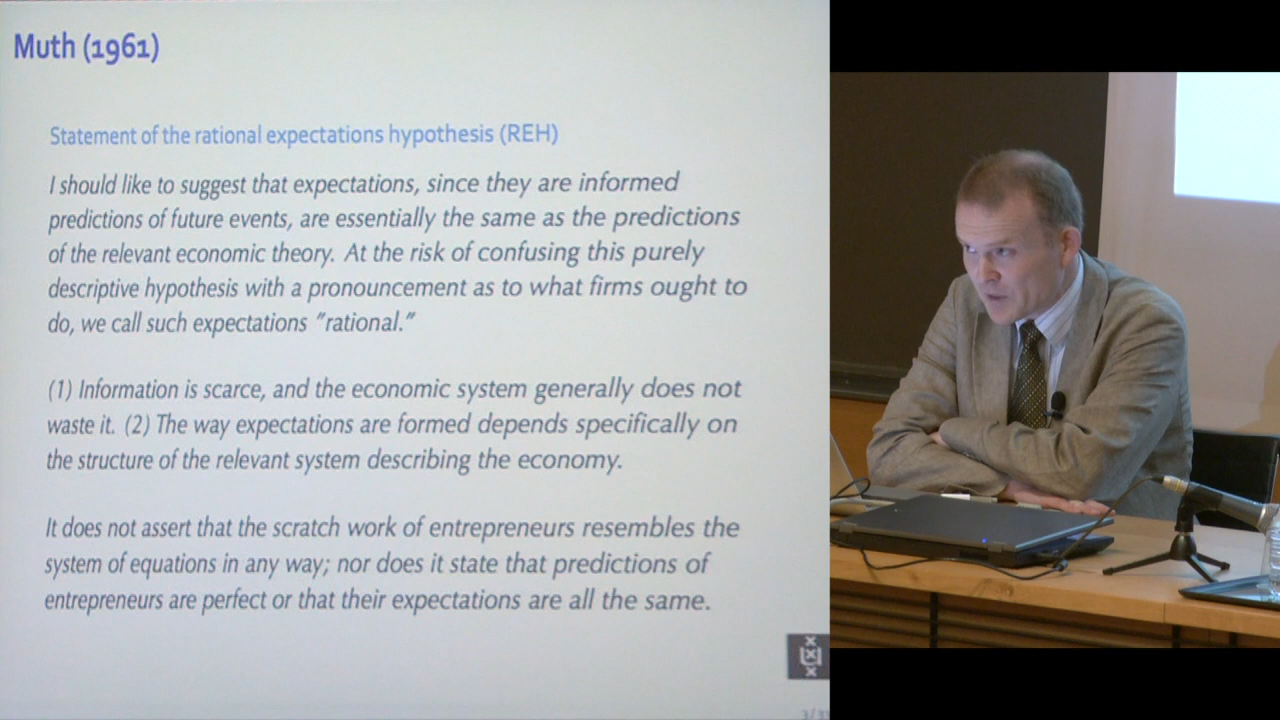 Muth (1961)
Statement of the rational expectations hypothesis (REH)
I should like to suggest that expectations, since they are informed
predictions of future events, are essentially the same as the predictions
of the relevant economic theory. At the risk of confusing this purely
descriptive hypothesis with a pronouncement as to what firms ought to
do, we call such expectations "rational."
(1) Information is scarce, and the economic system generally does not
waste it. (2) The way expectations are formed depends specifically on
the structure of the relevant system describing the economy.
It does not assert that the scratch work of entrepreneurs resembles the
system of equations in any way; nor does it state that predictions of
entrepreneurs are perfect or that their expectations are all the same.